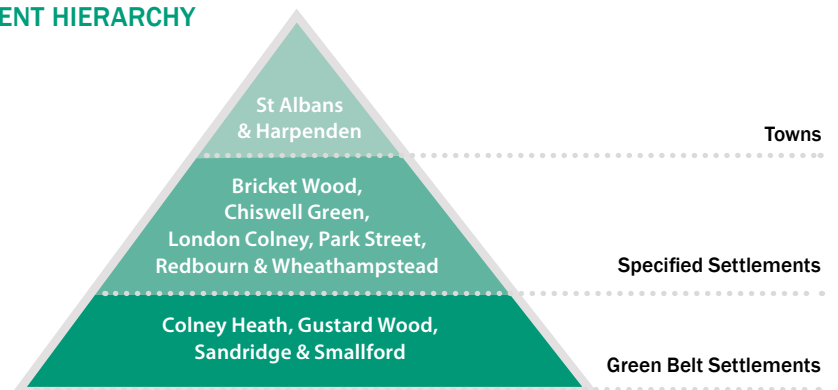 ENT HIERARCHY
St Albans
& Harpenden
Towns
Bricket Wood,
Chiswell Green,
London Colney, Park Street,
Redbourn & Wheathampstead
Specified Settlements
Colney Heath, Gustard Wood,
Sandridge & Smallford
Green Belt Settlements